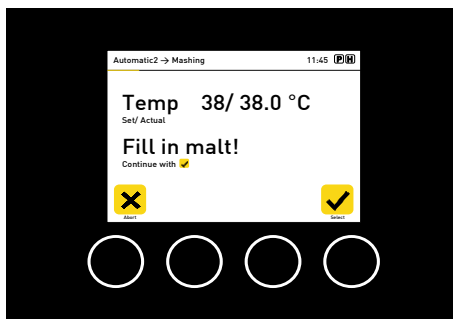 Automatic2 → Mashing 11:45 P H
Temp 38/ 38.0 °C
Set/ Actual
Fill in malt!
Continue with
Abort Select